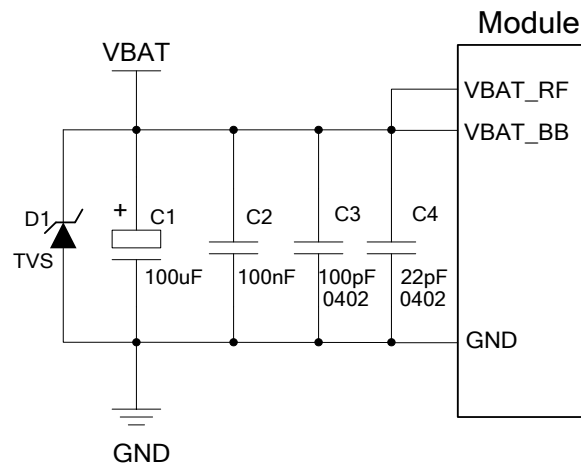 Module
VBAT
VBAT_RF
VBAT_BB
D1
TVS
+
C1
100uF
C2
100nF
C3
100pF
0402
C4
22pF
0402
GND
GND